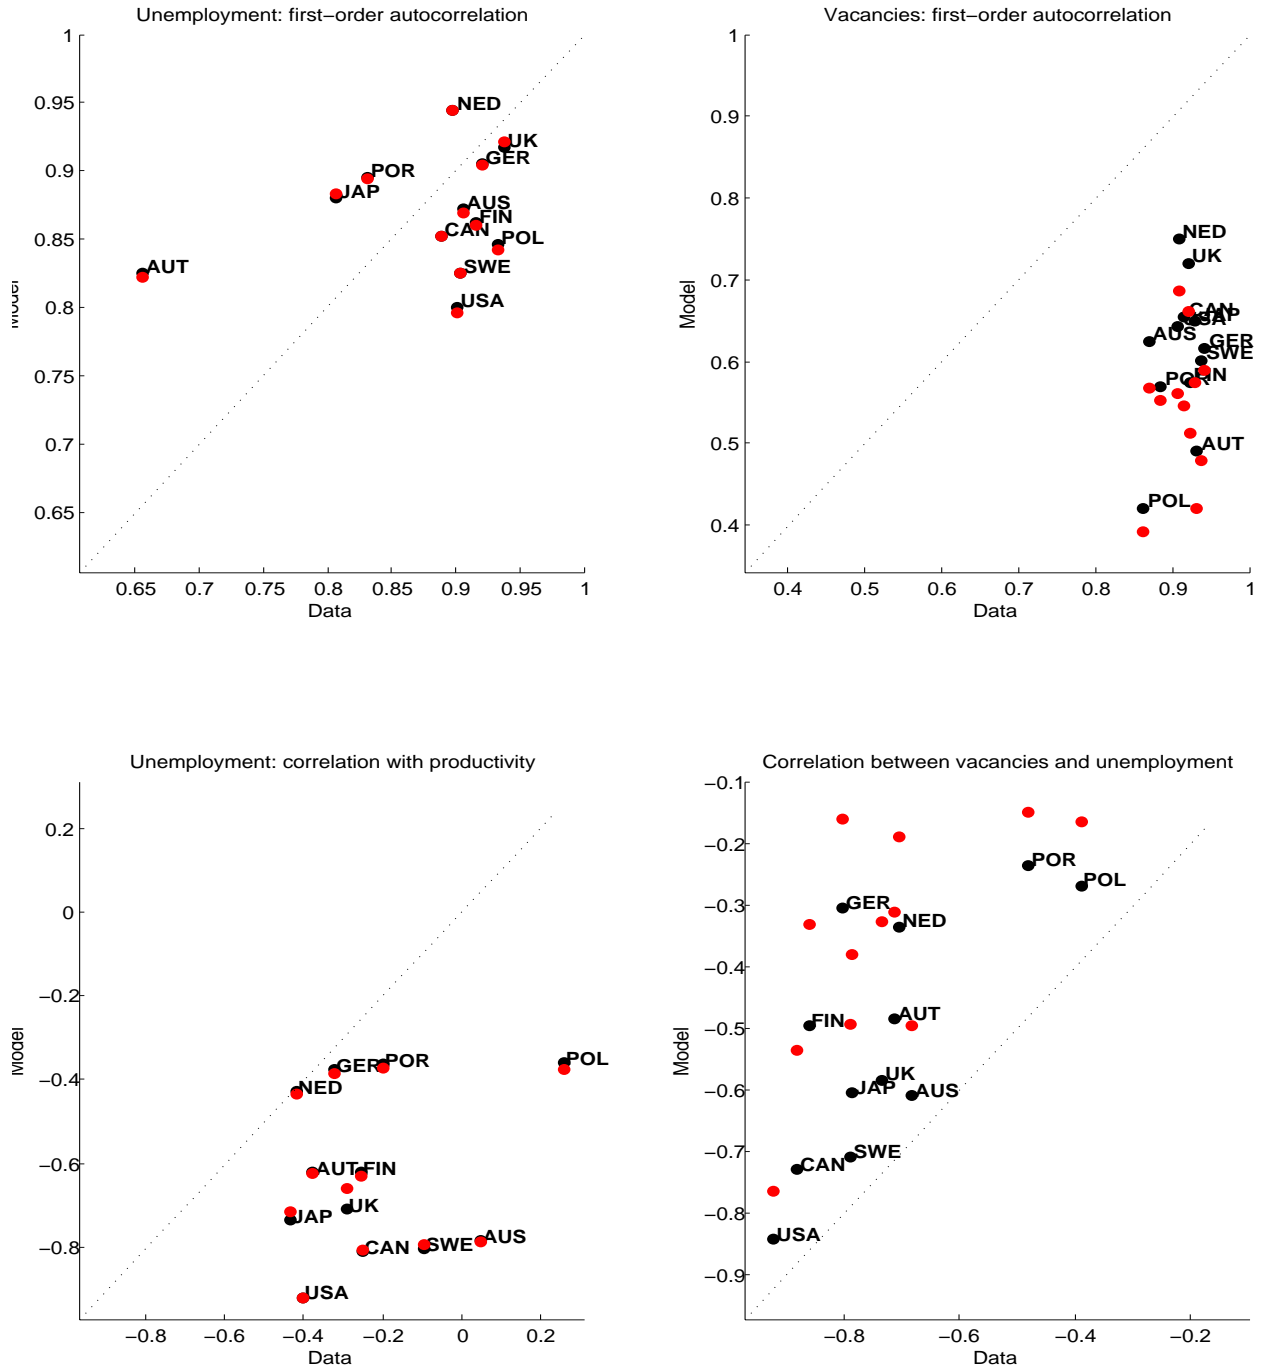 Unemployment: first−order autocorrelation
1
0.95
0.9
0.85
0.8
0.75
0.7
0.65
Model
NED
UK
GER
POR
JAP
AUS
FIN
CAN
POL
AUT
SWE
USA
0.65 0.7 0.75 0.8 0.85 0.9 0.95 1
Data
Vacancies: first−order autocorrelation
1
0.9
0.8
0.7
0.6
0.5
0.4
Model
NED
UK
CAN
JAP
USA
AUS
GER
SWE
POR
FIN
AUT
POL
0.4 0.5 0.6 0.7 0.8 0.9 1
Data
Unemployment: correlation with productivity
0.2
0
−0.2
−0.4
−0.6
−0.8
Model
POL
POR
GER
NED
AUT
FIN
UK
JAP
AUS
SWE
CAN
USA
−0.8 −0.6 −0.4 −0.2 0 0.2
Data
Correlation between vacancies and unemployment
−0.1
−0.2
−0.3
−0.4
−0.5
−0.6
−0.7
−0.8
−0.9
Model
POR
POL
GER
NED
AUT
FIN
UK
JAP
AUS
SWE
CAN
USA
−0.8 −0.6 −0.4 −0.2
Data